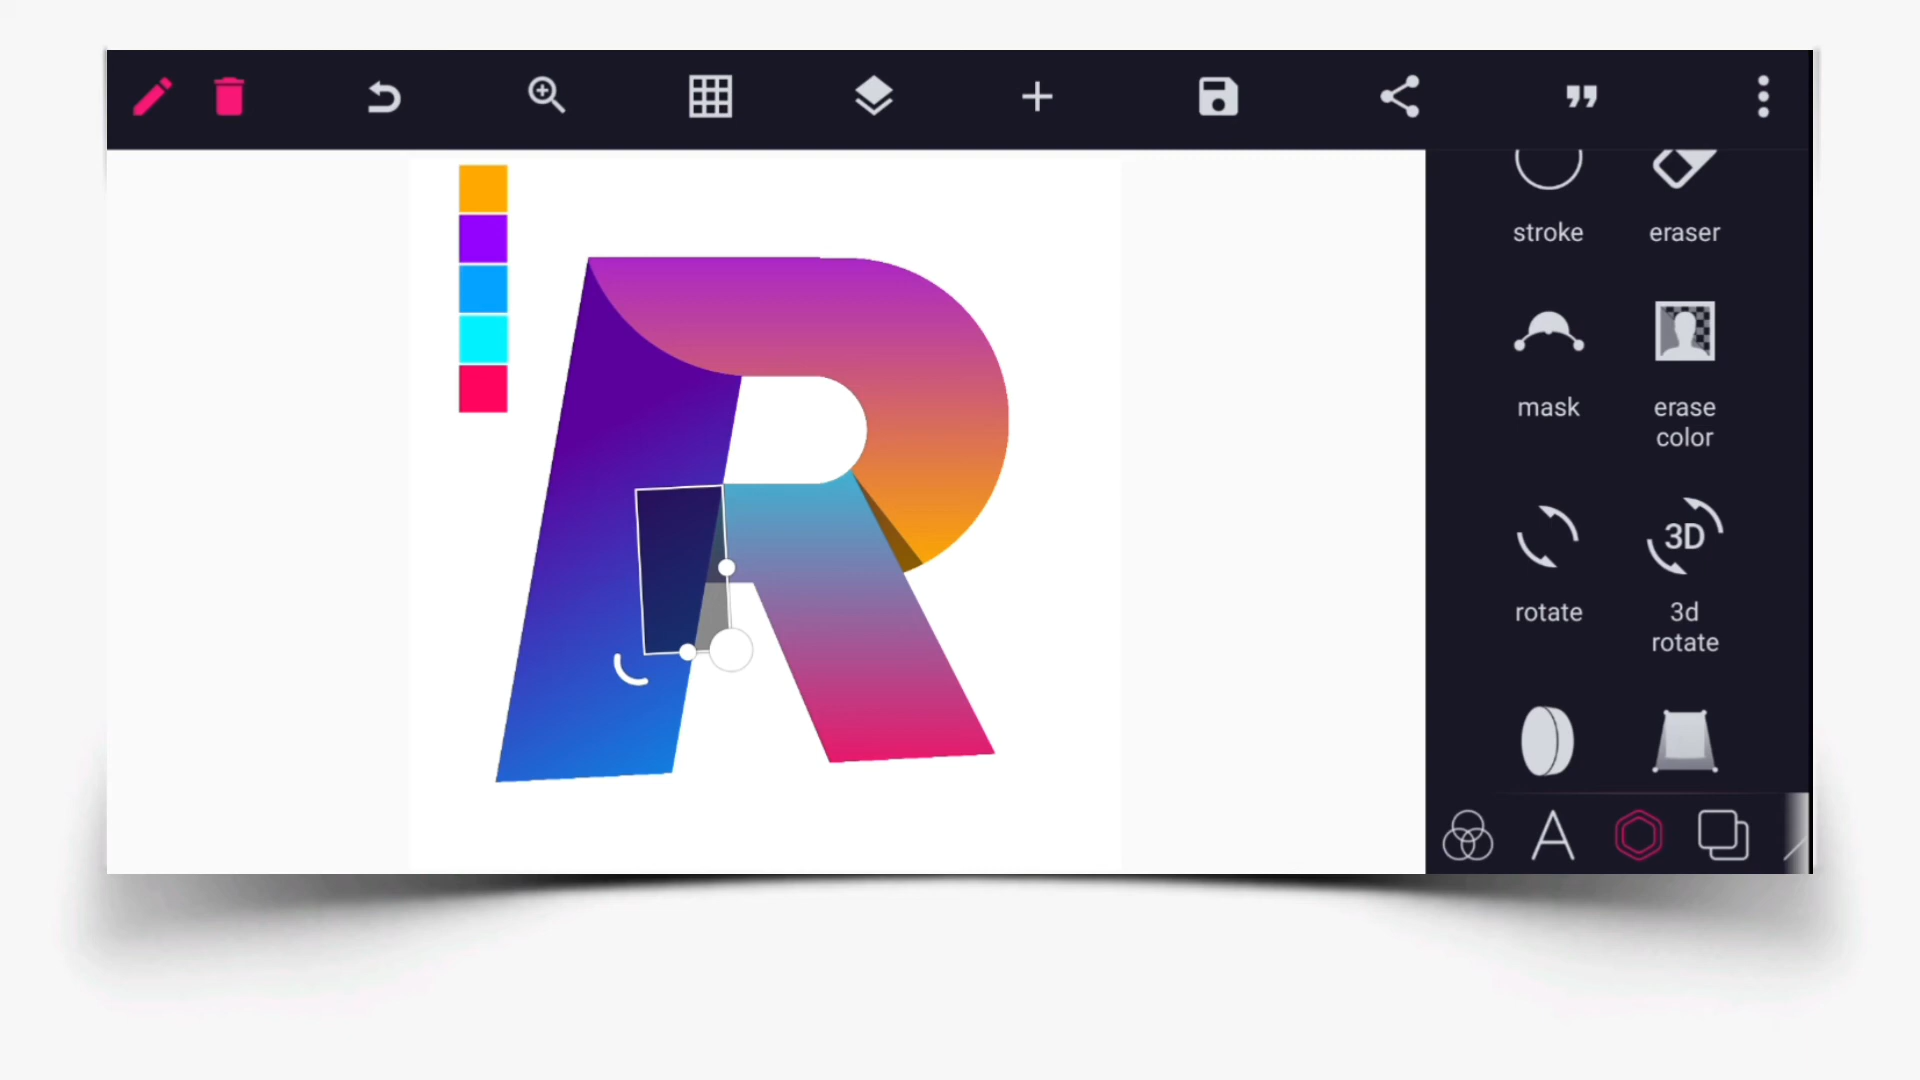 R
stroke
eraser
mask
erase
color
rotate
3D
3d
rotate
A